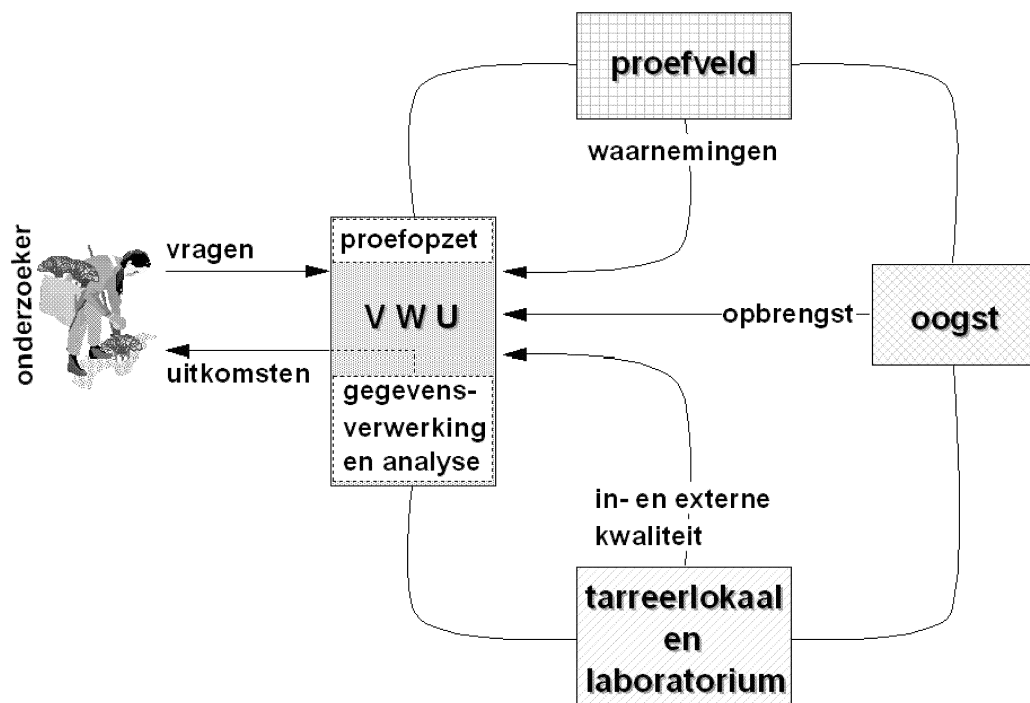 proefveld
waarnemingen
onderzoeker
vragen
proefopzet
V W U
opbrengst
oogst
uitkomsten
gegevens-
verwerking
en analyse
in- en externe
kwaliteit
tarreerlokaal
en
laboratorium